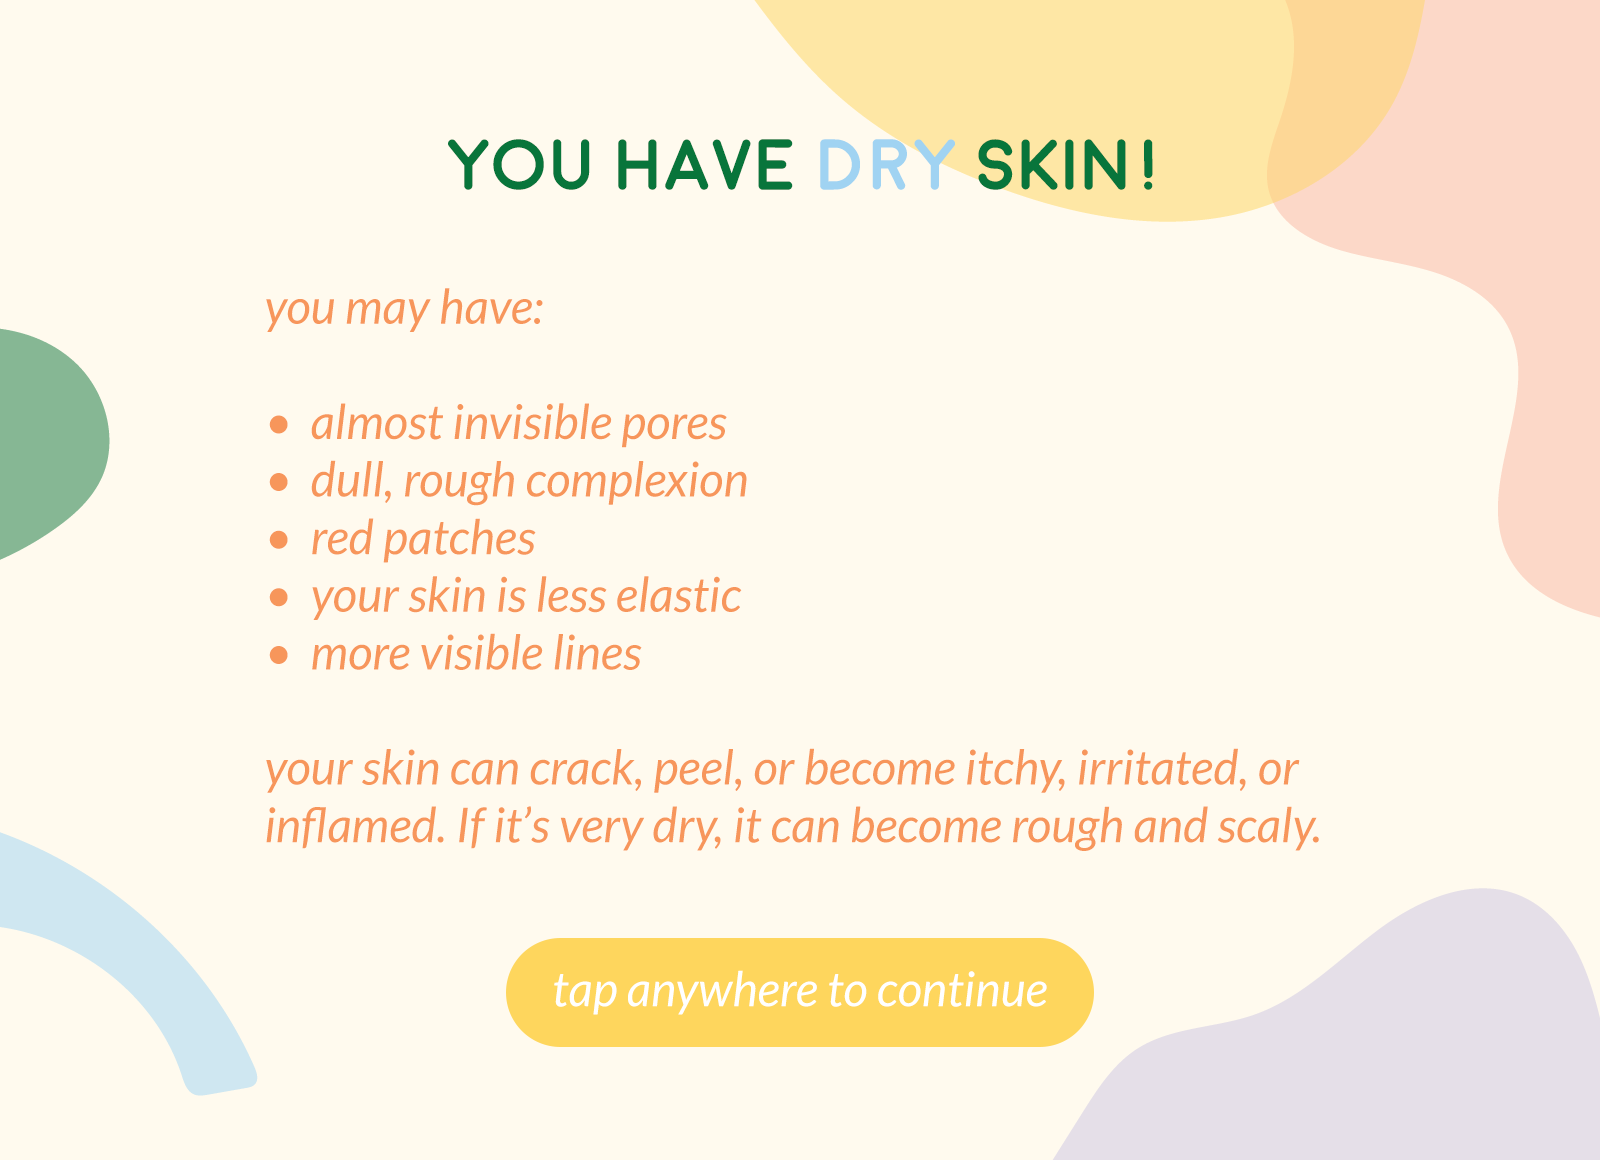 YOU HAVE DRY SKIN!
you may have:
• almost invisible pores
• dull, rough complexion
• red patches
• your skin is less elastic
• more visible lines
your skin can crack, peel, or become itchy, irritated, or
inflamed. If it’s very dry, it can become rough and scaly.
tap anywhere to continue